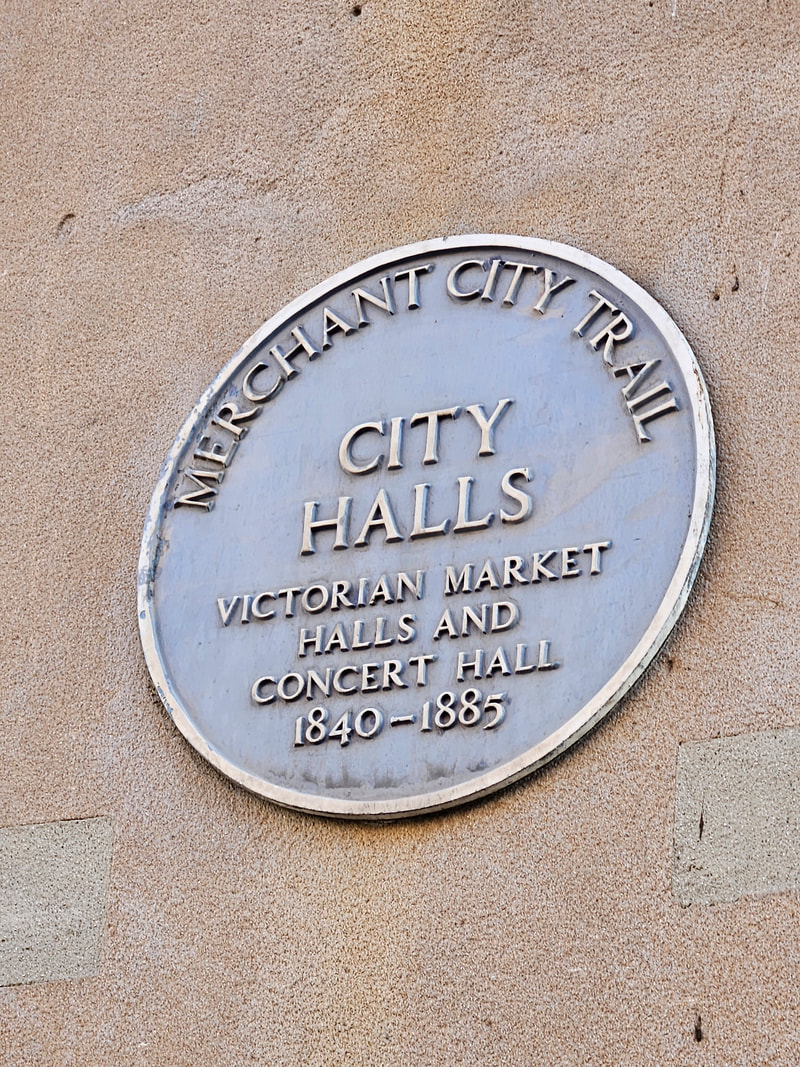 MERCHANT CITY TRAIL
CITY
HALLS
VICTORIAN MARKET
HALLS AND
CONCERT HALL
1840–1885